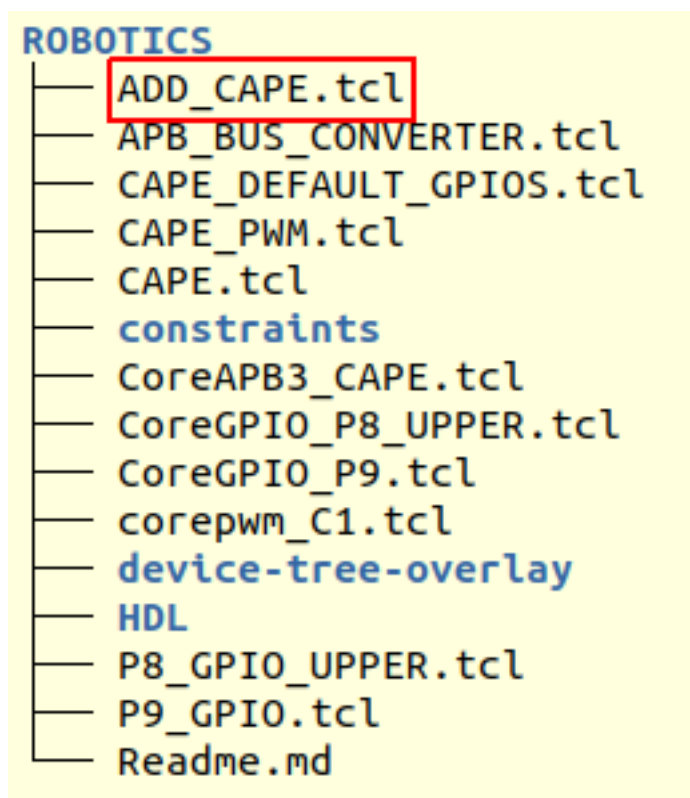 ROBOTICS
ADD_CAPE.tcl
APB_BUS_CONVERTER.tcl
CAPE_DEFAULT_GPIOS.tcl
CAPE_PWM.tcl
CAPE.tcl
constraints
CoreAPB3_CAPE.tcl
CoreGPIO_P8_UPPER.tcl
CoreGPIO_P9.tcl
corepwm_C1.tcl
device-tree-overlay
HDL
P8_GPIO_UPPER.tcl
P9_GPIO.tcl
Readme.md